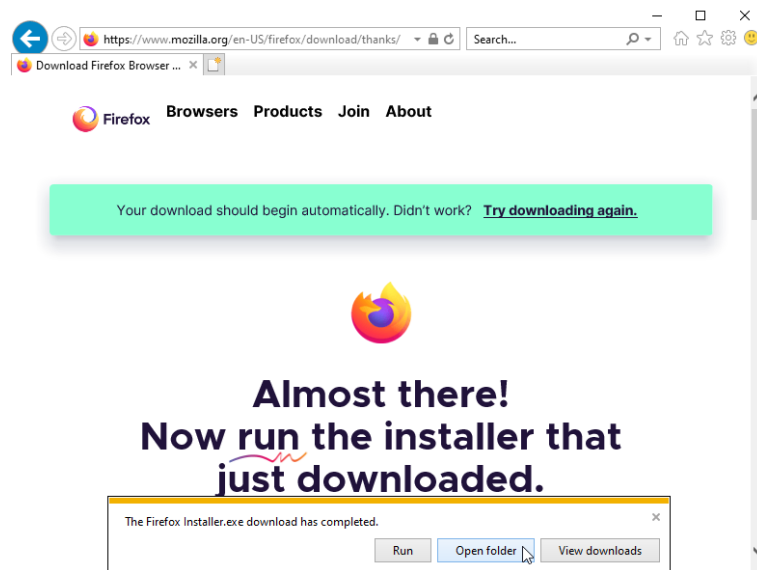 https://www.mozilla.org/en-US/firefox/download/thanks/
Search...
Download Firefox Browser ...
Firefox
Browsers Products Join About
Your download should begin automatically. Didn't work? Try downloading again.
Almost there!
Now run the installer that
just downloaded.
The Firefox Installer.exe download has completed.
Run Open folder View downloads